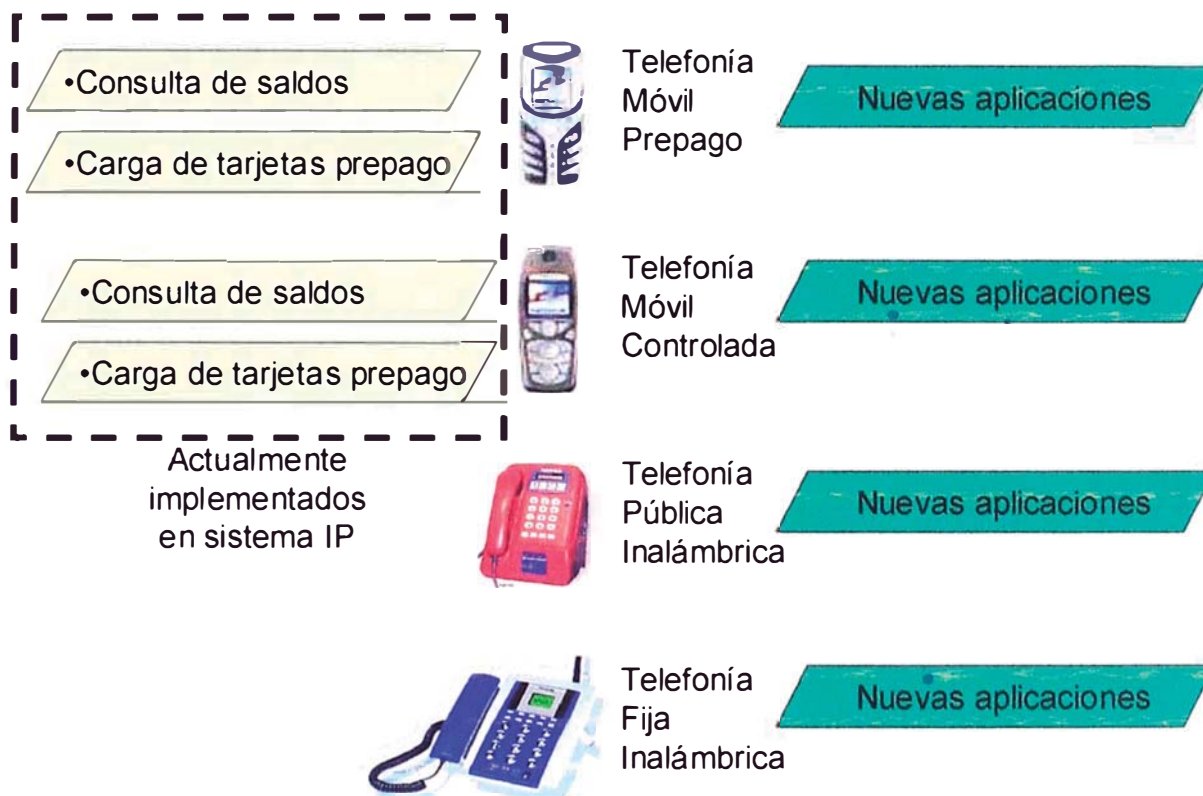 •Consulta de saldos
•Carga de tarjetas prepago
Telefonía
Móvil
Prepago
Nuevas aplicaciones
•Consulta de saldos
•Carga de tarjetas prepago
Telefonía
Móvil
Controlada
Nuevas aplicaciones
Actualmente
implementados
en sistema IP
Telefonía
Pública
Inalámbrica
Nuevas aplicaciones
Telefonía
Fija
Inalámbrica
Nuevas aplicaciones